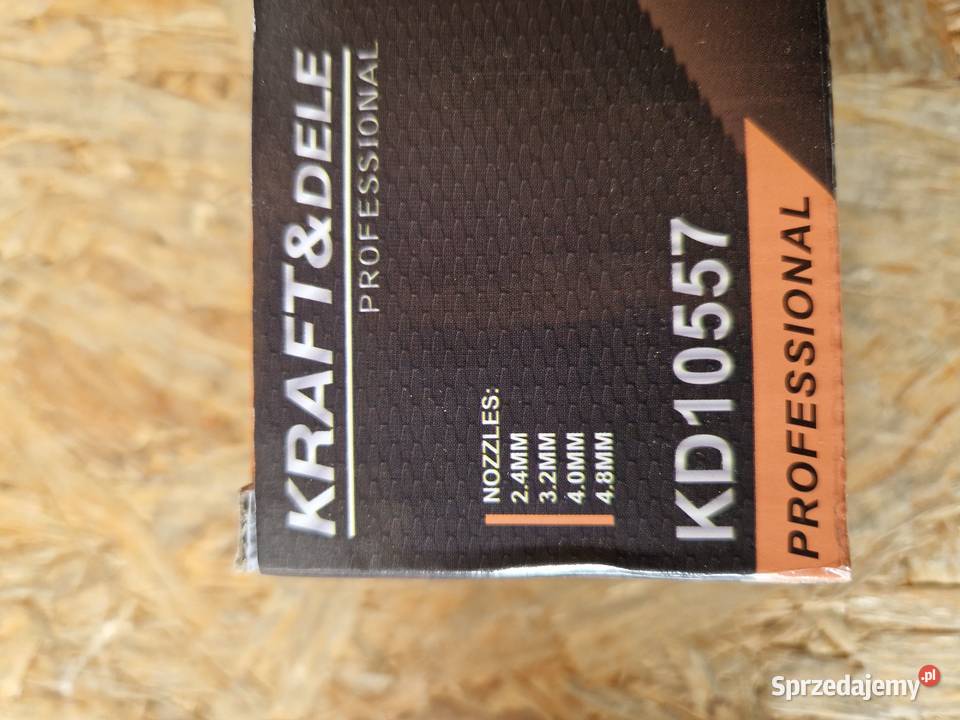 KRAFT&DELE
PROFESSIONAL
NOZZLES:
2.4MM
3.2MM
4.0MM
4.8MM
KD10557
PROFESSIONAL
Sprzedajemy.pl